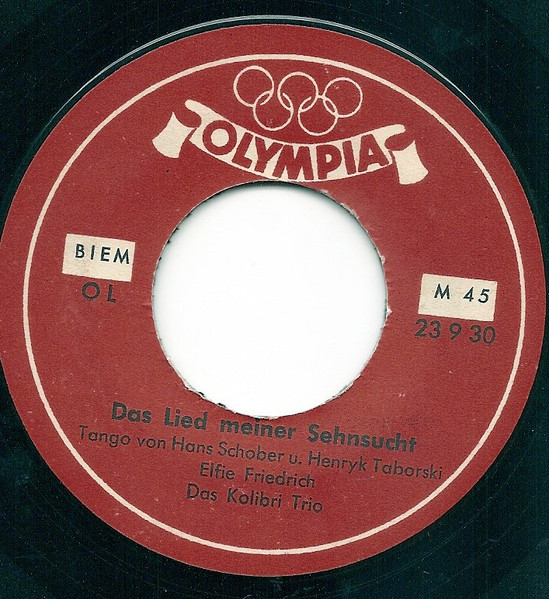 OLYMPIA
BIEM
OL
M 45
23 9 30
Das Lied meiner Sehnsucht
Tango von Hans Schober u. Henryk Taborski
Elfie Friedrich
Das Kolibri Trio